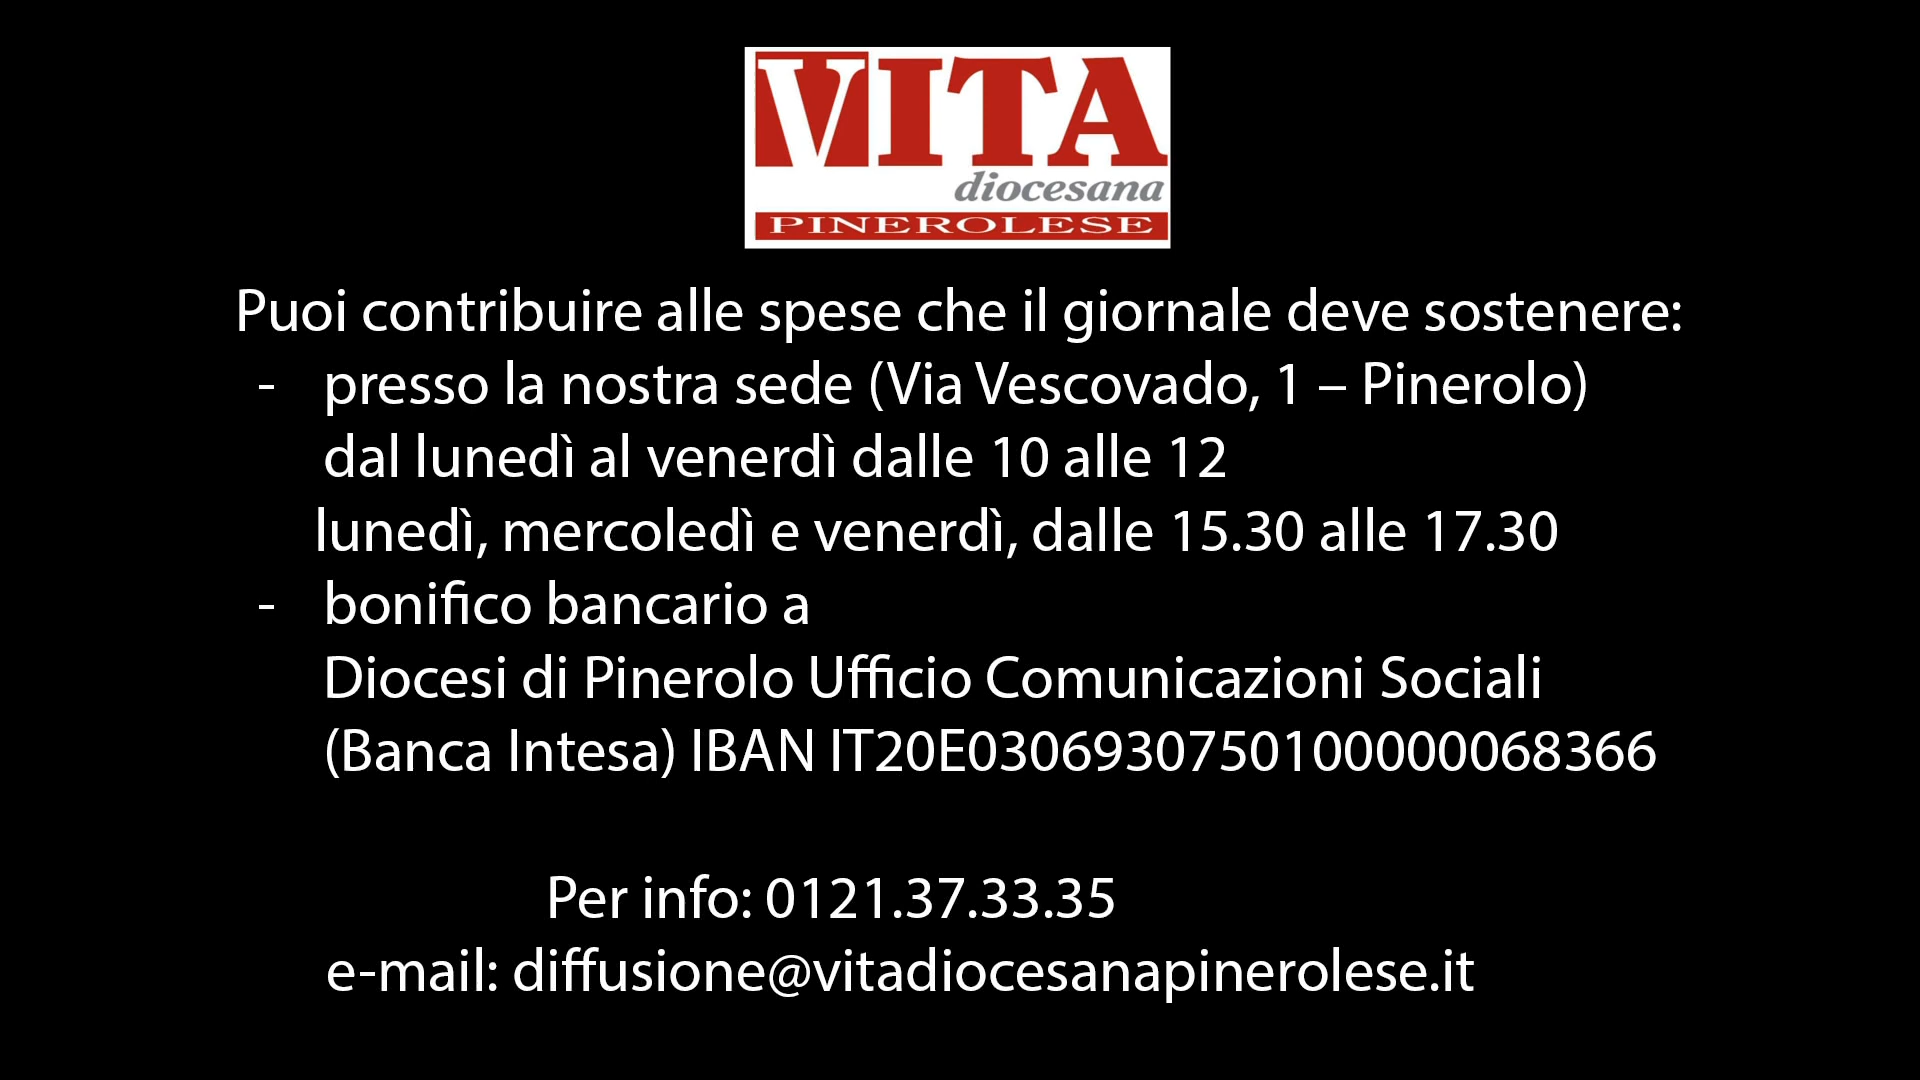 VITA
diocesana
PINEROLESE
Puoi contribuire alle spese che il giornale deve sostenere:
- presso la nostra sede (Via Vescovado, 1 – Pinerolo)
dal lunedì al venerdì dalle 10 alle 12
lunedì, mercoledì e venerdì, dalle 15.30 alle 17.30
- bonifico bancario a
Diocesi di Pinerolo Ufficio Comunicazioni Sociali
(Banca Intesa) IBAN IT20E0306930750100000068366
Per info: 0121.37.33.35
e-mail: diffusione@vitadiocesanapinerolese.it